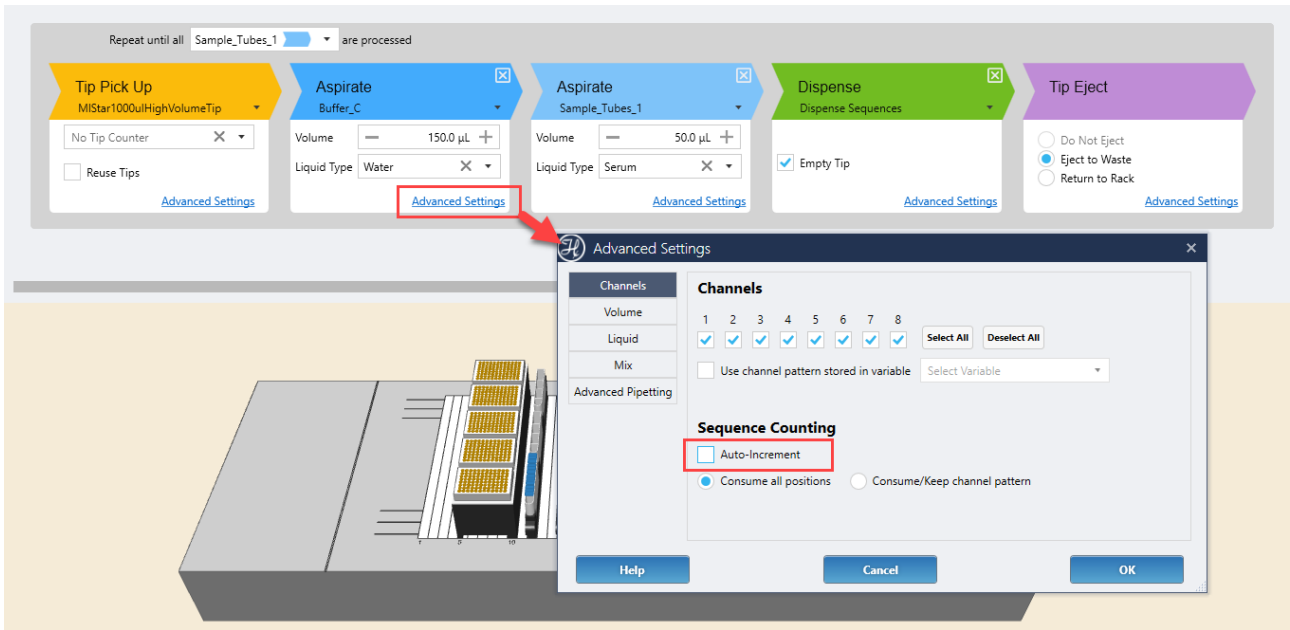 Repeat until all Sample_Tubes_1 are processed
Tip Pick Up
MlStar1000ulHighVolumeTip
No Tip Counter
Reuse Tips
Advanced Settings
Aspirate
Buffer_C
Volume 150.0 µL
Liquid Type Water
Advanced Settings
Aspirate
Sample_Tubes_1
Volume 50.0 µL
Liquid Type Serum
Advanced Settings
Dispense
Dispense Sequences
Empty Tip
Advanced Settings
Tip Eject
Do Not Eject
Eject to Waste
Return to Rack
Advanced Settings
H Advanced Settings
Channels
Volume
Liquid
Mix
Advanced Pipetting
Channels
1 2 3 4 5 6 7 8
Select All Deselect All
Use channel pattern stored in variable Select Variable
Sequence Counting
Auto-Increment
Consume all positions Consume/Keep channel pattern
Help Cancel OK